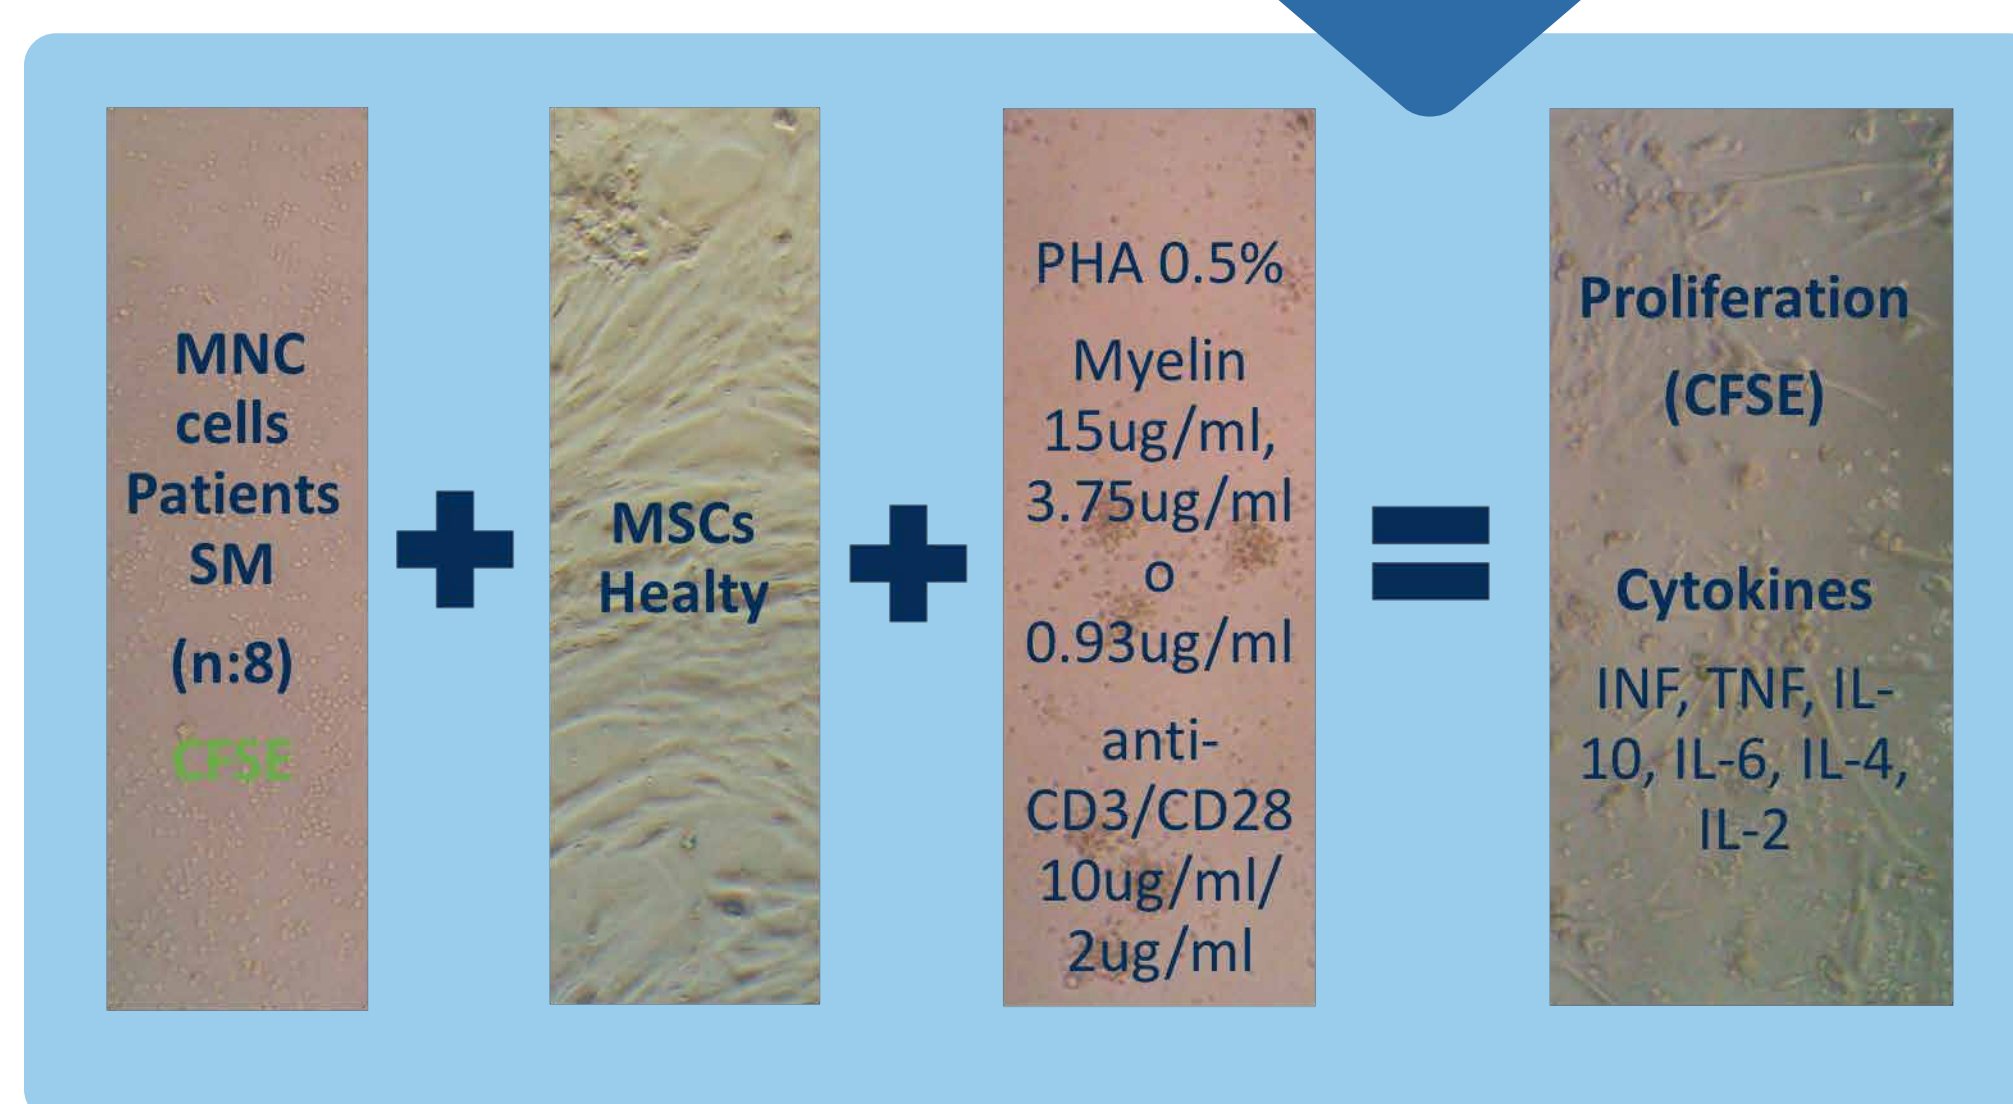 MNC
cells
Patients
SM
(n:8)
CFSE
MSCs
Healty
PHA 0.5%
Myelin
15ug/ml,
3.75ug/ml
o
0.93ug/ml
anti-
CD3/CD28
10ug/ml/
2ug/ml
Proliferation
(CFSE)
Cytokines
INF, TNF, IL-
10, IL-6, IL-4,
IL-2